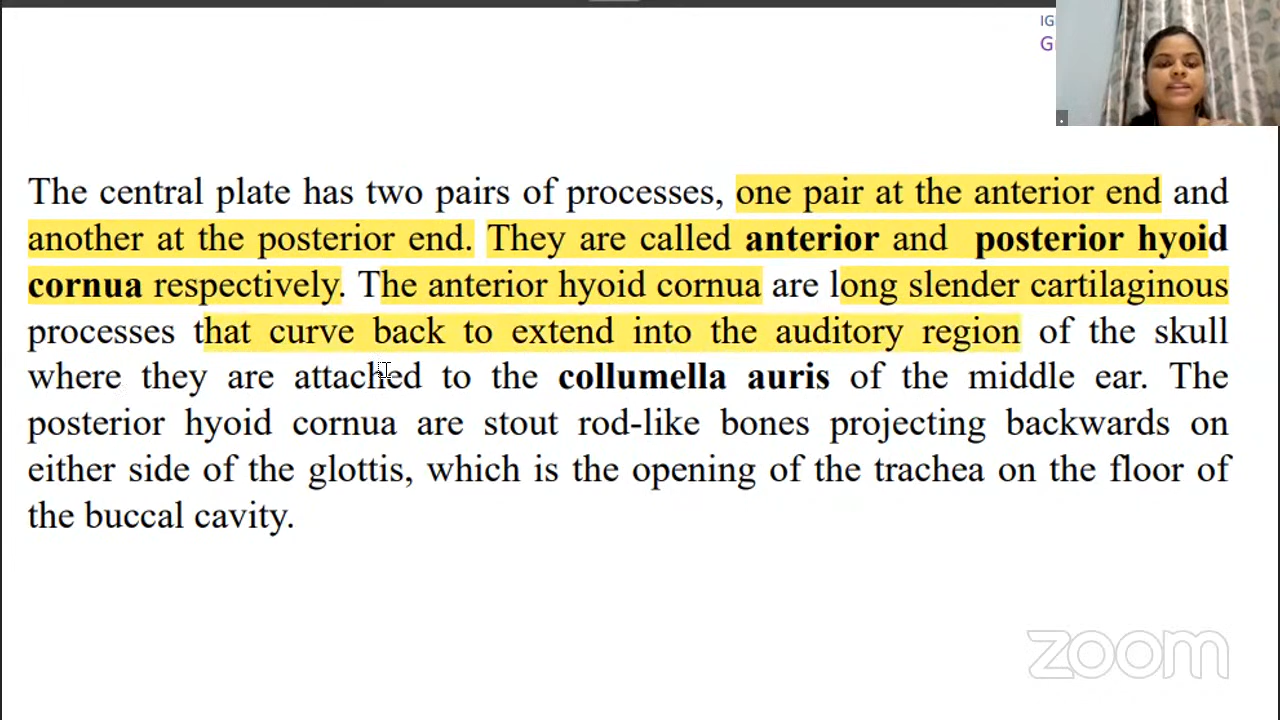 IG
G
The central plate has two pairs of processes, one pair at the anterior end and
another at the posterior end. They are called anterior and posterior hyoid
cornua respectively. The anterior hyoid cornua are long slender cartilaginous
processes that curve back to extend into the auditory region of the skull
where they are attached to the collumella auris of the middle ear. The
posterior hyoid cornua are stout rod-like bones projecting backwards on
either side of the glottis, which is the opening of the trachea on the floor of
the buccal cavity.
zoom